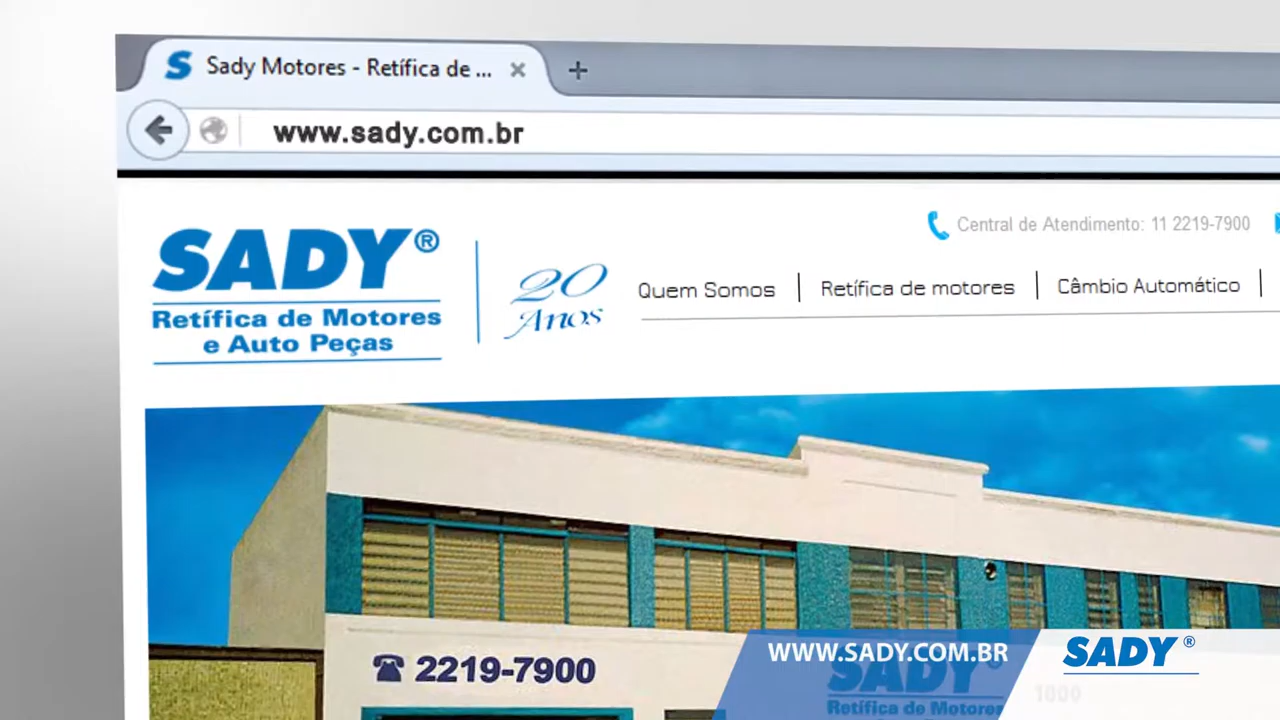 S Sady Motores - Retífica de ...
www.sady.com.br
Central de Atendimento: 11 2219-7900
SADY®
Retífica de Motores
e Auto Peças
20
Anos
Quem Somos
Retífica de motores
Câmbio Automático
2219-7900
WWW.SADY.COM.BR
SADY®
SADY
Retífica de Motores
1000